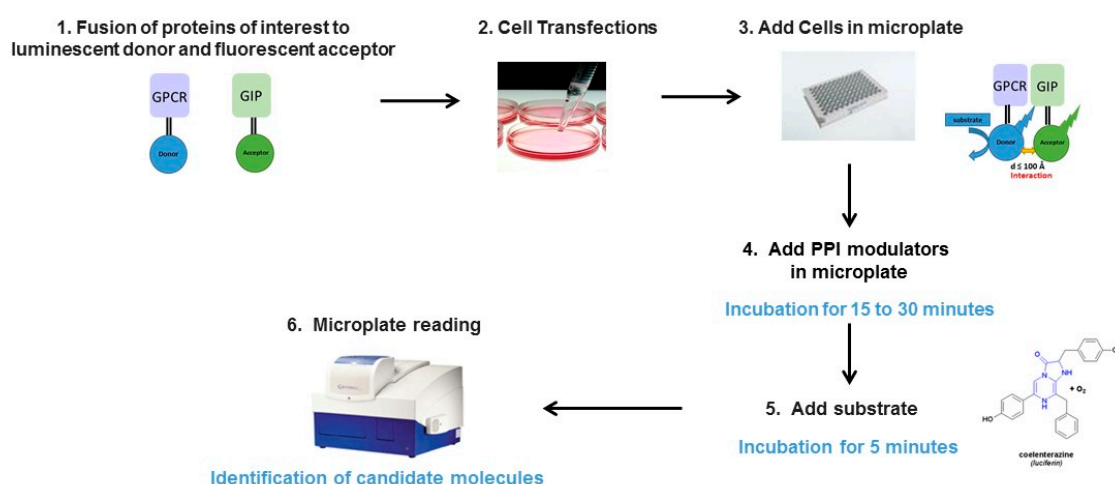 1. Fusion of proteins of interest to
luminescent donor and fluorescent acceptor
GPCR
GIP
Donor
Acceptor
2. Cell Transfections
3. Add Cells in microplate
GPCR
GIP
substrate
Donor
Acceptor
d ≤ 100 Å
Interaction
4. Add PPI modulators
in microplate
Incubation for 15 to 30 minutes
5. Add substrate
Incubation for 5 minutes
O
N
NH
N
H
HO
+ O₂
coelenterazine
(luciferin)
6. Microplate reading
Identification of candidate molecules